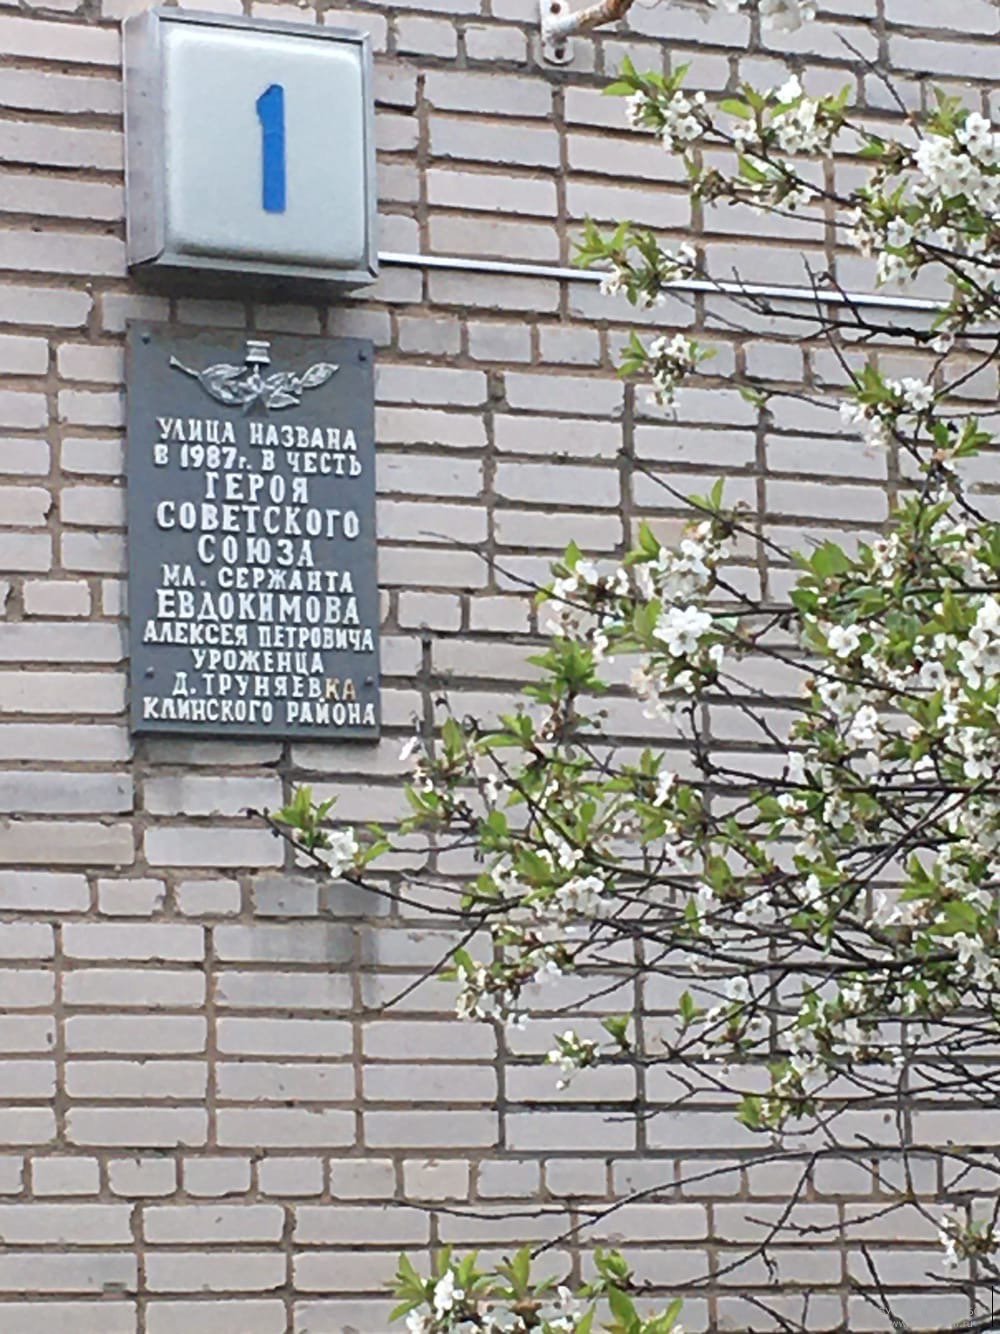 1
УЛИЦА НАЗВАНА
В 1987г. В ЧЕСТЬ
ГЕРОЯ
СОВЕТСКОГО
СОЮЗА
МЛ. СЕРЖАНТА
ЕВДОКИМОВА
АЛЕКСЕЯ ПЕТРОВИЧА
УРОЖЕНЦА
Д. ТРУНЯЕВКА
КЛИНСКОГО РАЙОНА